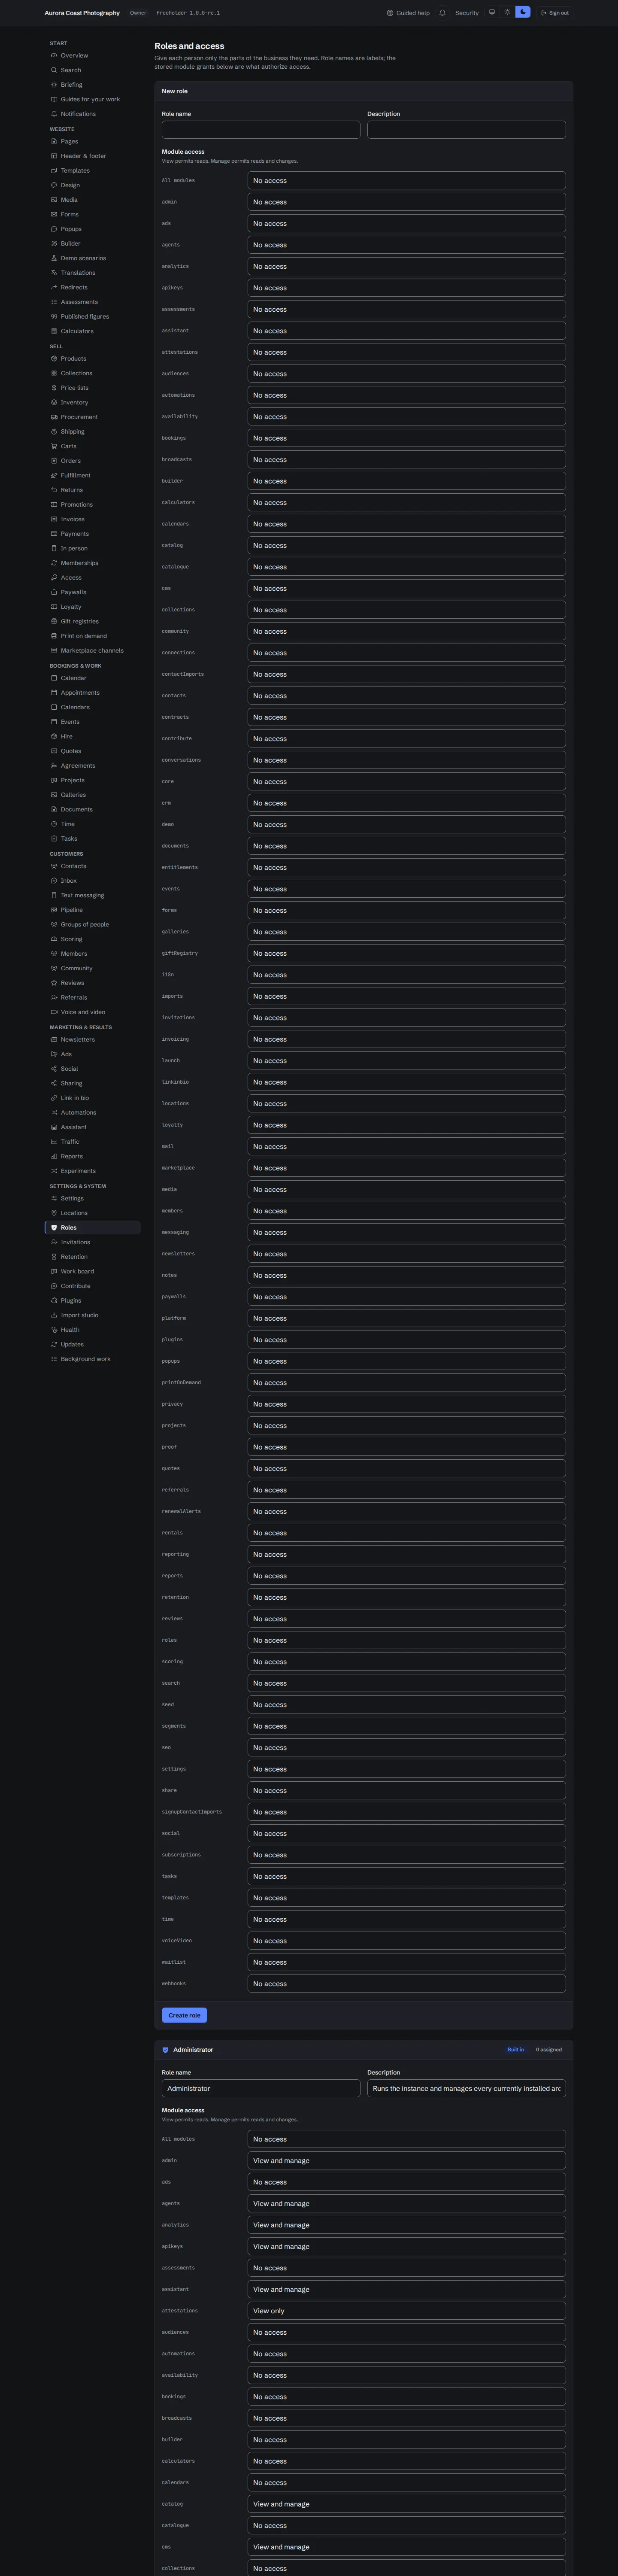 Aurora Coast Photography Owner Freeholder 1.0.0-rc.1 Guided help Security Sign out
START
Overview
Search
Briefing
Guides for your work
Notifications
WEBSITE
Pages
Header & footer
Templates
Design
Media
Forms
Popups
Builder
Demo scenarios
Translations
Redirects
Assessments
Published figures
Calculators
SELL
Products
Collections
Price lists
Inventory
Procurement
Shipping
Carts
Orders
Fulfillment
Returns
Promotions
Invoices
Payments
In person
Memberships
Access
Paywalls
Loyalty
Gift registries
Print on demand
Marketplace channels
BOOKINGS & WORK
Calendar
Appointments
Calendars
Events
Hire
Quotes
Agreements
Projects
Galleries
Documents
Time
Tasks
CUSTOMERS
Contacts
Inbox
Text messaging
Pipeline
Groups of people
Scoring
Members
Community
Reviews
Referrals
Voice and video
MARKETING & RESULTS
Newsletters
Ads
Social
Sharing
Link in bio
Automations
Assistant
Traffic
Reports
Experiments
SETTINGS & SYSTEM
Settings
Locations
Roles
Invitations
Retention
Work board
Contribute
Plugins
Import studio
Health
Updates
Background work
Roles and access
Give each person only the parts of the business they need. Role names are labels; the
stored module grants below are what authorize access.
New role
Role name Description
Module access
View permits reads. Manage permits reads and changes.
All modules No access
admin No access
ads No access
agents No access
analytics No access
apikeys No access
assessments No access
assistant No access
attestations No access
audiences No access
automations No access
availability No access
bookings No access
broadcasts No access
builder No access
calculators No access
calendars No access
catalog No access
catalogue No access
cms No access
collections No access
community No access
connections No access
contactImports No access
contacts No access
contracts No access
contribute No access
conversations No access
core No access
crm No access
demo No access
documents No access
entitlements No access
events No access
forms No access
galleries No access
giftRegistry No access
i18n No access
imports No access
invitations No access
invoicing No access
launch No access
linkinbio No access
locations No access
loyalty No access
mail No access
marketplace No access
media No access
members No access
messaging No access
newsletters No access
notes No access
paywalls No access
platform No access
plugins No access
popups No access
printOnDemand No access
privacy No access
projects No access
proof No access
quotes No access
referrals No access
renewalAlerts No access
rentals No access
reporting No access
reports No access
retention No access
reviews No access
roles No access
scoring No access
search No access
seed No access
segments No access
seo No access
settings No access
share No access
signupContactImports No access
social No access
subscriptions No access
tasks No access
templates No access
time No access
voiceVideo No access
waitlist No access
webhooks No access
Create role
Administrator Built in 0 assigned
Role name Description
Administrator Runs the instance and manages every currently installed are
Module access
View permits reads. Manage permits reads and changes.
All modules No access
admin View and manage
ads No access
agents View and manage
analytics View and manage
apikeys View and manage
assessments No access
assistant View and manage
attestations View only
audiences No access
automations No access
availability No access
bookings No access
broadcasts No access
builder No access
calculators No access
calendars No access
catalog View and manage
catalogue No access
cms View and manage
collections No access